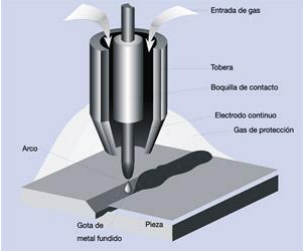 Entrada de gas
Tobera
Boquilla de contacto
Electrodo continuo
Gas de protección
Arco
Gota de
metal fundido
Pieza